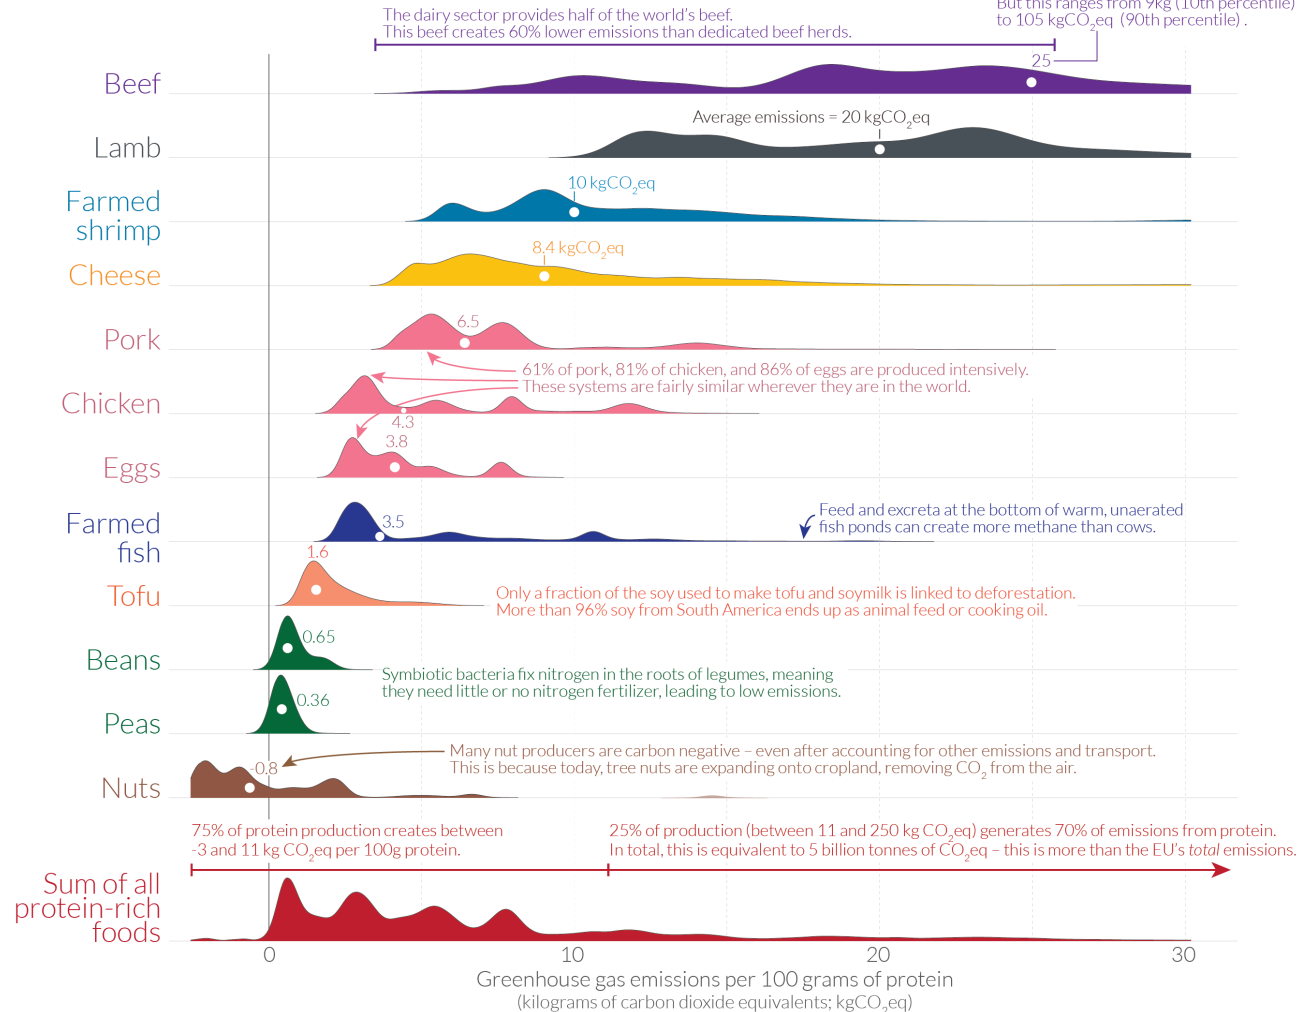 The dairy sector provides half of the world's beef.
This beef creates 60% lower emissions than dedicated beef herds.
But this ranges from 9kg (10th percentile)
to 105 kgCO₂eq (90th percentile) .
Beef
25
Lamb
Average emissions = 20 kgCO₂eq
Farmed
shrimp
10 kgCO₂eq
Cheese
8.4 kgCO₂eq
Pork
6.5
61% of pork, 81% of chicken, and 86% of eggs are produced intensively.
These systems are fairly similar wherever they are in the world.
Chicken
4.3
Eggs
3.8
Farmed
fish
3.5
Feed and excreta at the bottom of warm, unaerated
fish ponds can create more methane than cows.
Tofu
1.6
Only a fraction of the soy used to make tofu and soymilk is linked to deforestation.
More than 96% soy from South America ends up as animal feed or cooking oil.
Beans
0.65
Symbiotic bacteria fix nitrogen in the roots of legumes, meaning
they need little or no nitrogen fertilizer, leading to low emissions.
Peas
0.36
Nuts
-0.8
Many nut producers are carbon negative – even after accounting for other emissions and transport.
This is because today, tree nuts are expanding onto cropland, removing CO₂ from the air.
75% of protein production creates between
-3 and 11 kg CO₂eq per 100g protein.
25% of production (between 11 and 250 kg CO₂eq) generates 70% of emissions from protein.
In total, this is equivalent to 5 billion tonnes of CO₂eq – this is more than the EU's total emissions.
Sum of all
protein-rich
foods
0 10 20 30
Greenhouse gas emissions per 100 grams of protein
(kilograms of carbon dioxide equivalents; kgCO₂eq)